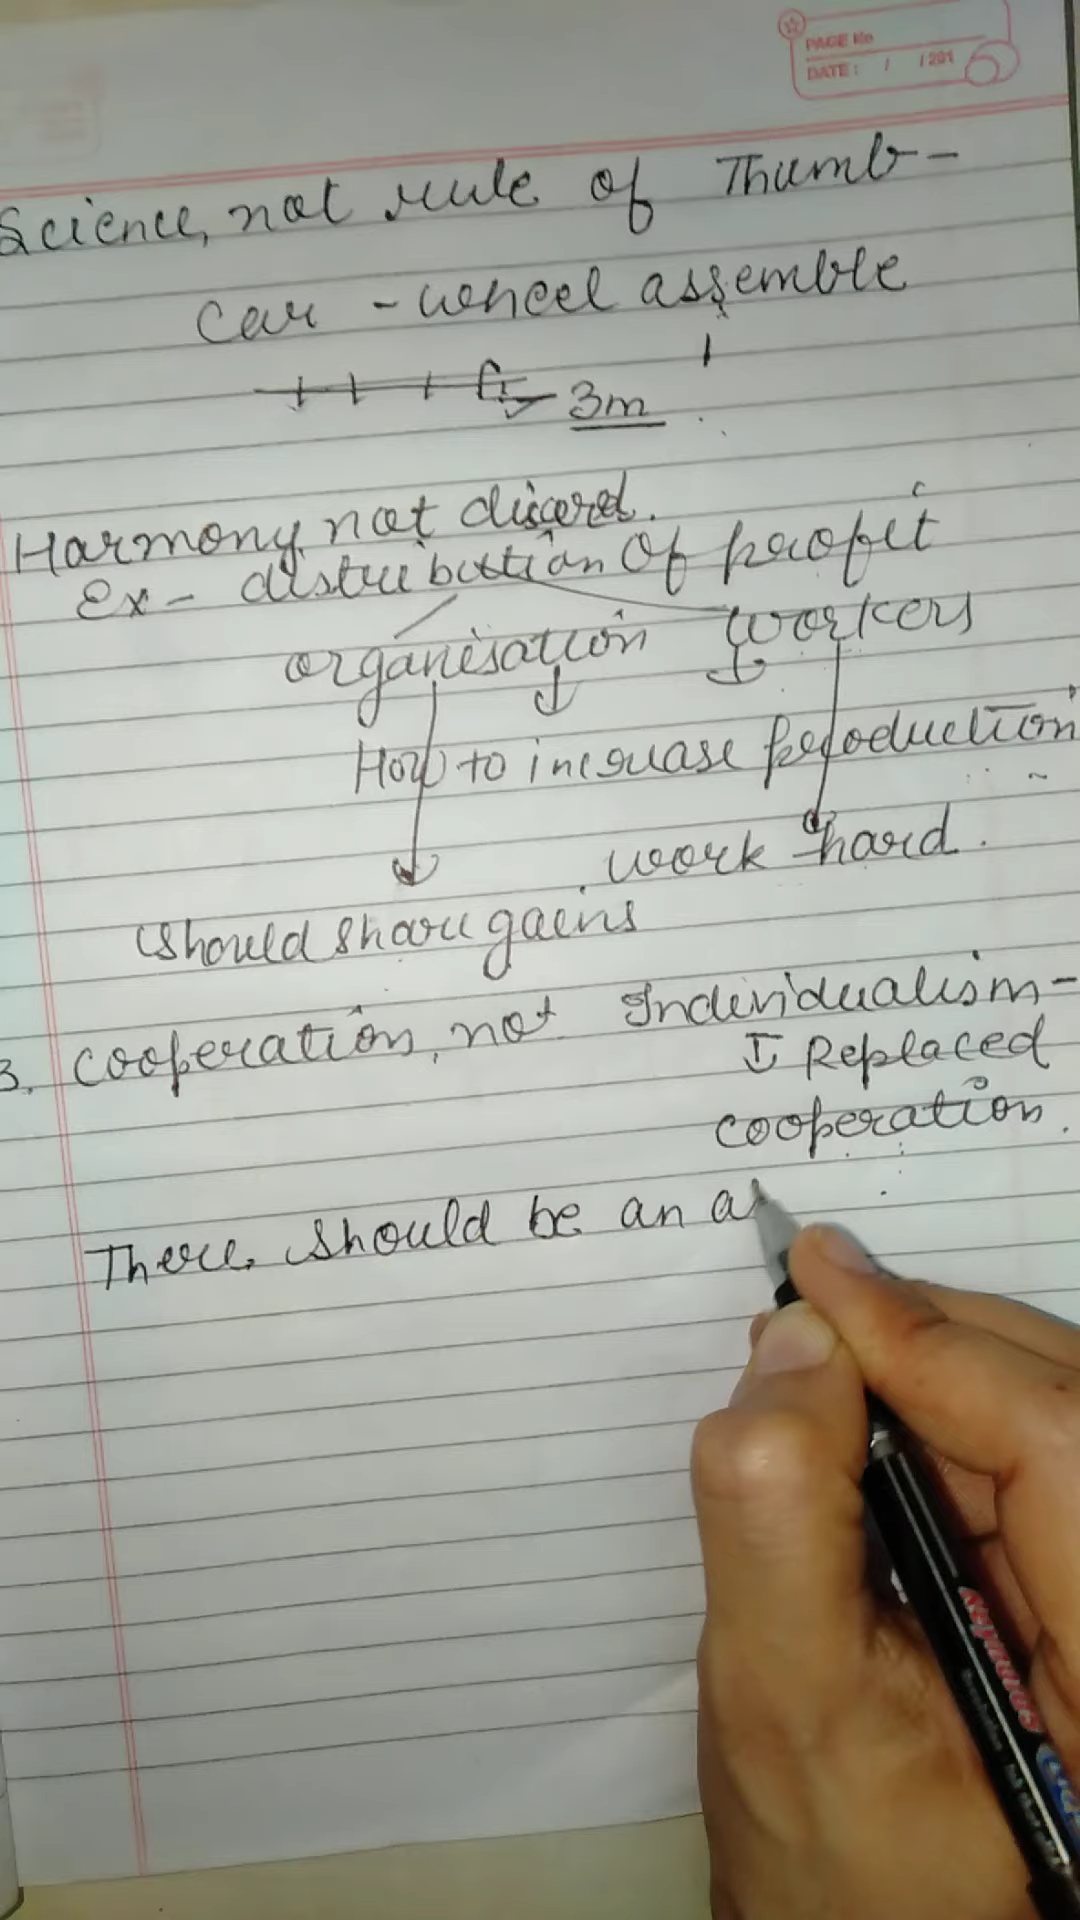 PAGE No
DATE: / /201
Science, not rule of Thumb-
Car - wheel assemble
3m
Harmony, not discord.
Ex - distribution Of profit
organisation workers
How to increase production
work hard.
should share gains
3. Cooperation, not Individualism-
Replaced
cooperation.
There should be an a